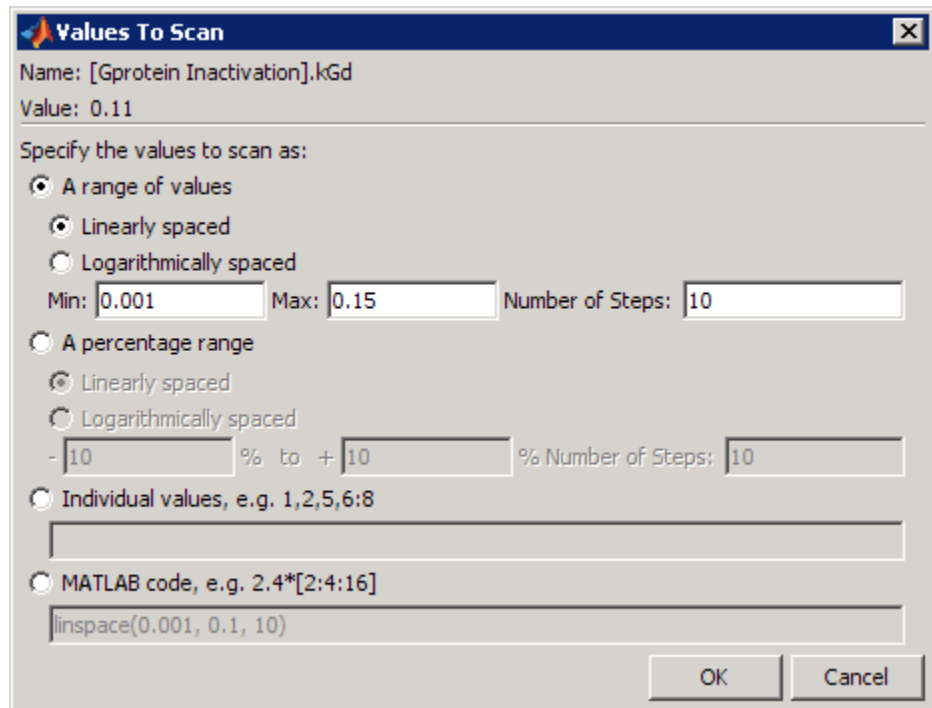 Values To Scan
Name: [Gprotein Inactivation].kGd
Value: 0.11
Specify the values to scan as:
A range of values
Linearly spaced
Logarithmically spaced
Min: 0.001 Max: 0.15 Number of Steps: 10
A percentage range
Linearly spaced
Logarithmically spaced
- 10 % to + 10 % Number of Steps: 10
Individual values, e.g. 1,2,5,6:8
MATLAB code, e.g. 2.4*[2:4:16]
linspace(0.001, 0.1, 10)
OK Cancel